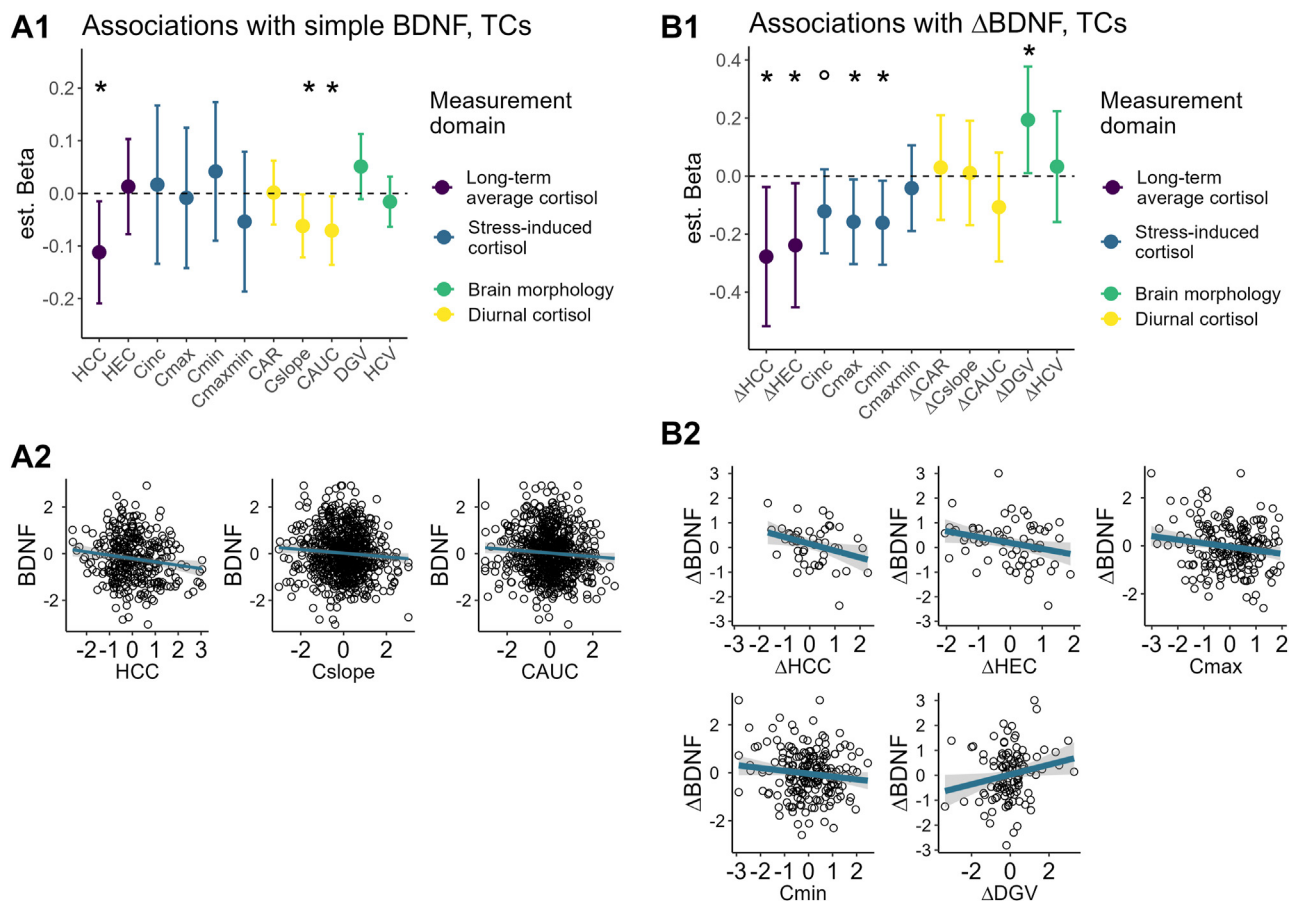 A1 Associations with simple BDNF, TCs
est. Beta
0.2
0.1
0.0
-0.1
-0.2
* * *
HCC HEC Cinc Cmax Cmin Cmaxmin CAR Cslope CAUC DGV HCV
Measurement
domain
Long-term
average cortisol
Stress-induced
cortisol
Brain morphology
Diurnal cortisol
B1 Associations with ΔBDNF, TCs
est. Beta
0.4
0.2
0.0
-0.2
-0.4
* * ° * * *
ΔHCC ΔHEC Cinc Cmax Cmin Cmaxmin ΔCAR ΔCslope ΔCAUC ΔDGV ΔHCV
Measurement
domain
Long-term
average cortisol
Stress-induced
cortisol
Brain morphology
Diurnal cortisol
A2
BDNF
2
0
-2
-2 -1 0 1 2 3
HCC
BDNF
2
0
-2
-2 0 2
Cslope
BDNF
2
0
-2
-2 0 2
CAUC
B2
ΔBDNF
3
2
1
0
-1
-2
-3
-3 -2 -1 0 1 2
ΔHCC
ΔBDNF
3
2
1
0
-1
-2
-3
-2 -1 0 1 2
ΔHEC
ΔBDNF
2
0
-2
-3 -2 -1 0 1 2
Cmax
ΔBDNF
2
0
-2
-3 -2 -1 0 1 2
Cmin
ΔBDNF
3
2
1
0
-1
-2
-3
-2 0 2
ΔDGV